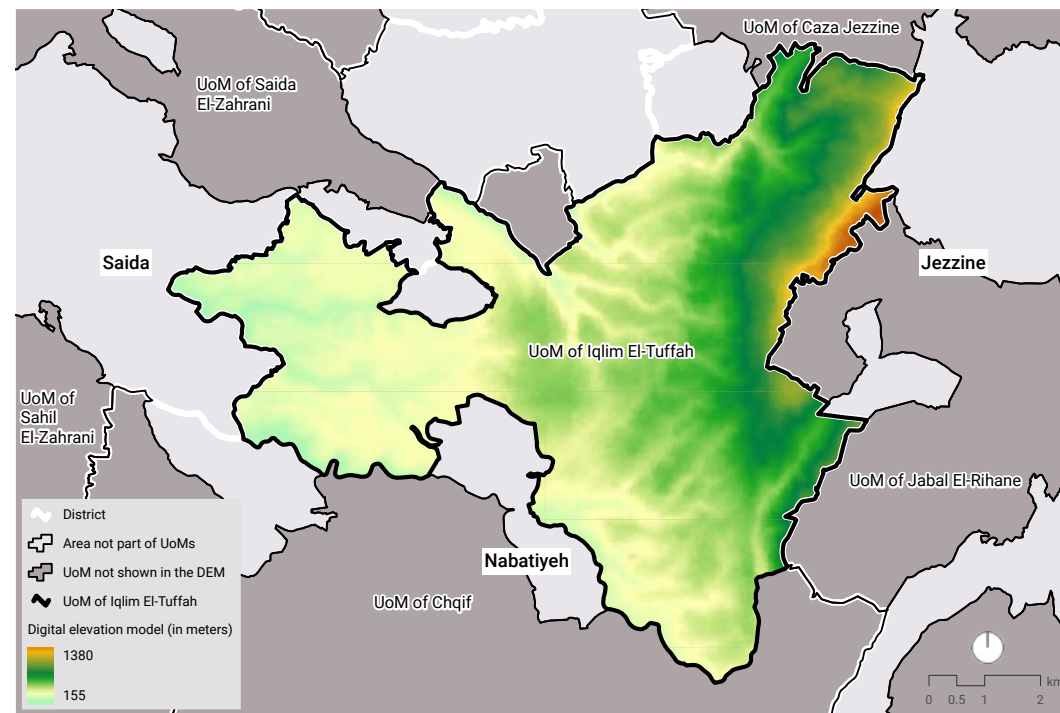 UoM of Caza Jezzine
UoM of Saida
El-Zahrani
Saida
Jezzine
UoM of Iqlim El-Tuffah
UoM of
Sahil
El-Zahrani
UoM of Jabal El-Rihane
Nabatiyeh
UoM of Chqif
District
Area not part of UoMs
UoM not shown in the DEM
UoM of Iqlim El-Tuffah
Digital elevation model (in meters)
1380
155
km
0 0.5 1 2